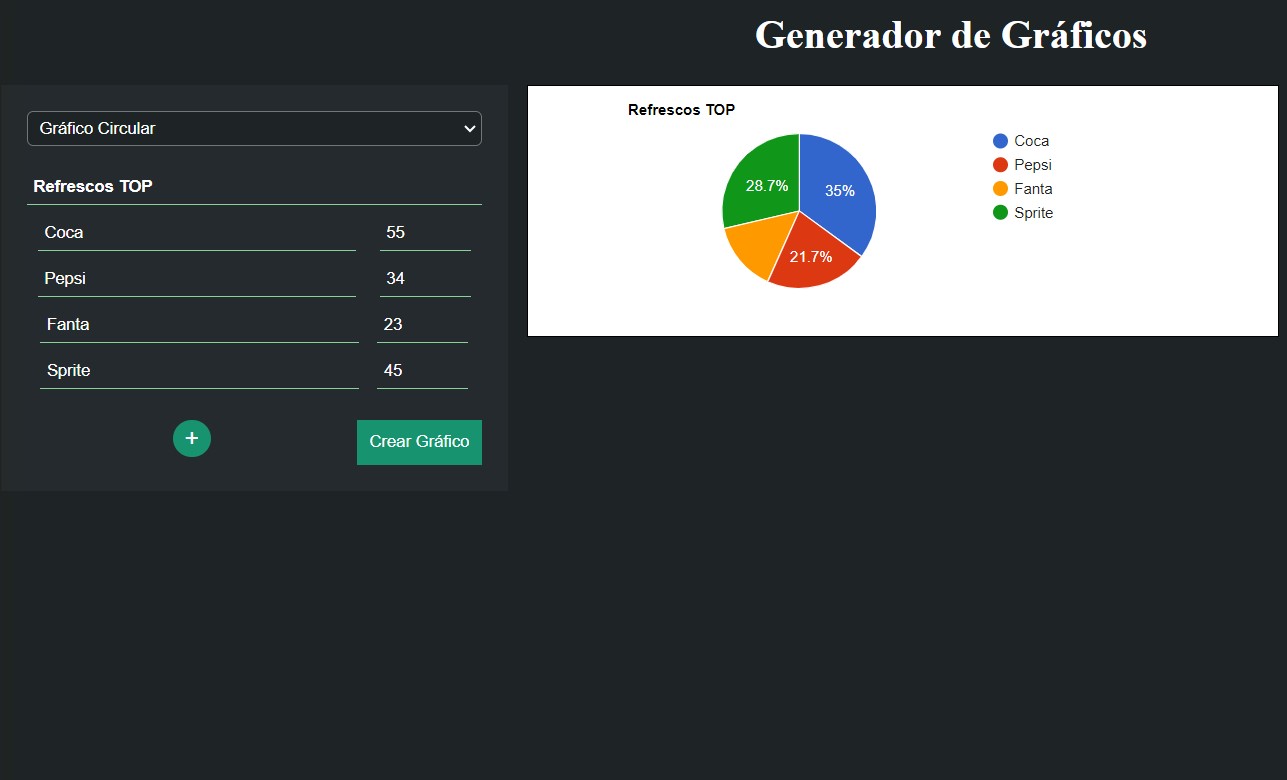 Generador de Gráficos
Gráfico Circular
Refrescos TOP
Coca 55
Pepsi 34
Fanta 23
Sprite 45
+
Crear Gráfico
Refrescos TOP
28.7%
35%
21.7%
Coca
Pepsi
Fanta
Sprite